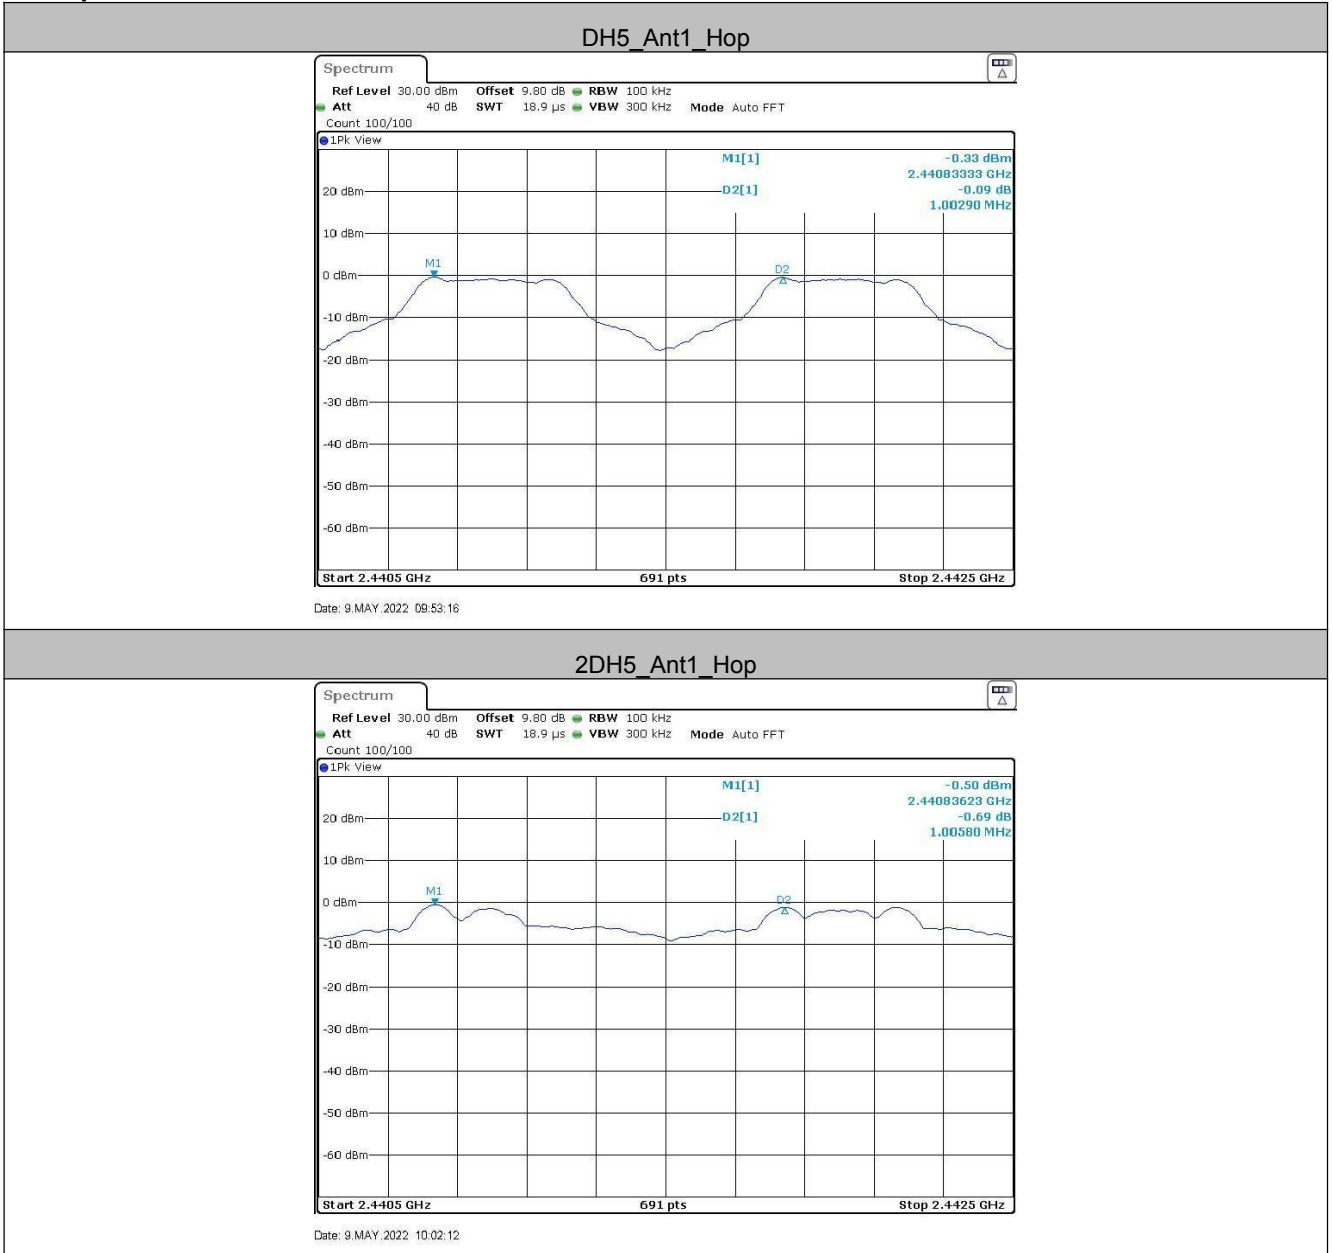 DH5_Ant1_Hop
Spectrum
Ref Level 30.00 dBm Offset 9.80 dB RBW 100 kHz
Att 40 dB SWT 18.9 µs VBW 300 kHz Mode Auto FFT
Count 100/100
1Pk View
M1[1] -0.33 dBm
2.44083333 GHz
20 dBm D2[1] -0.09 dB
1.00290 MHz
10 dBm
M1
D2
0 dBm
-10 dBm
-20 dBm
-30 dBm
-40 dBm
-50 dBm
-60 dBm
Start 2.4405 GHz 691 pts Stop 2.4425 GHz
Date: 9.MAY.2022 09:53:16
2DH5_Ant1_Hop
Spectrum
Ref Level 30.00 dBm Offset 9.80 dB RBW 100 kHz
Att 40 dB SWT 18.9 µs VBW 300 kHz Mode Auto FFT
Count 100/100
1Pk View
M1[1] -0.50 dBm
2.44083623 GHz
20 dBm D2[1] -0.69 dB
1.00580 MHz
10 dBm
M1
D2
0 dBm
-10 dBm
-20 dBm
-30 dBm
-40 dBm
-50 dBm
-60 dBm
Start 2.4405 GHz 691 pts Stop 2.4425 GHz
Date: 9.MAY.2022 10:02:12